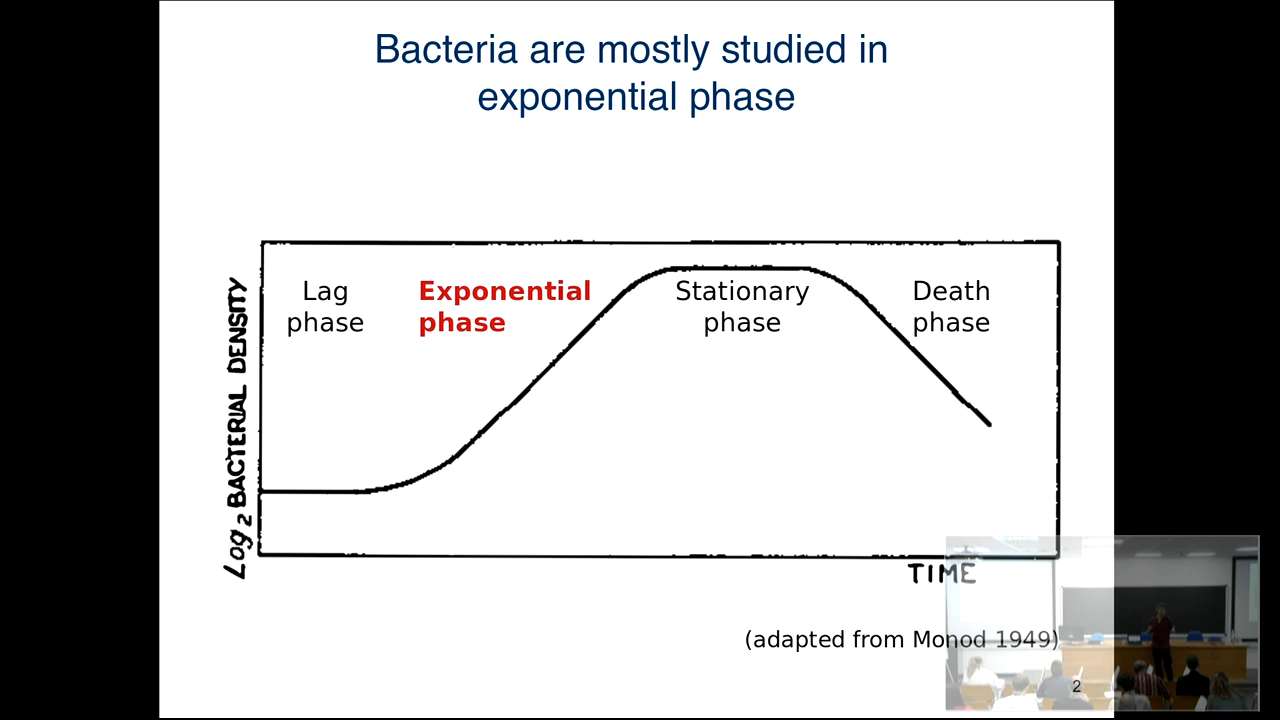 Bacteria are mostly studied in
exponential phase
Lag
phase
Exponential
phase
Stationary
phase
Death
phase
Log2 BACTERIAL DENSITY
TIME
(adapted from Monod 1949)
2